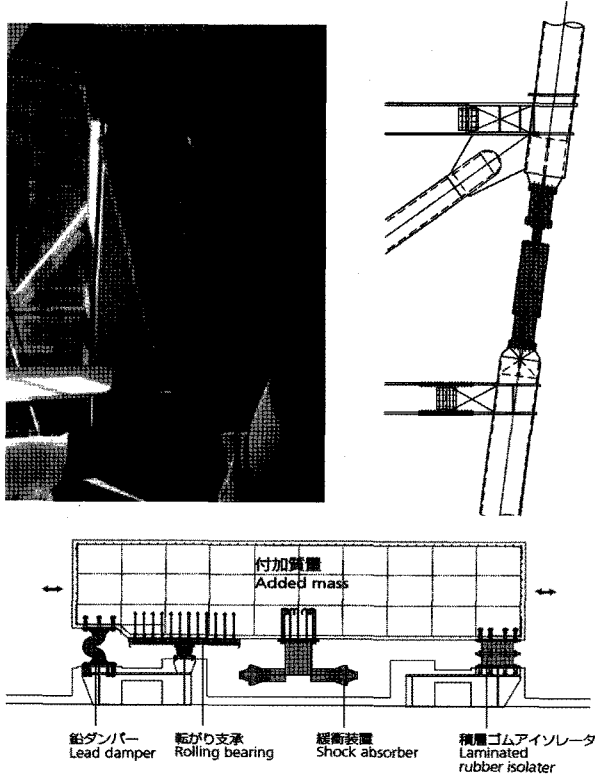 付加質量
Added mass
鉛ダンパー
Lead damper
転がり支承
Rolling bearing
緩衝装置
Shock absorber
積層ゴムアイソレータ
Laminated
rubber isolater